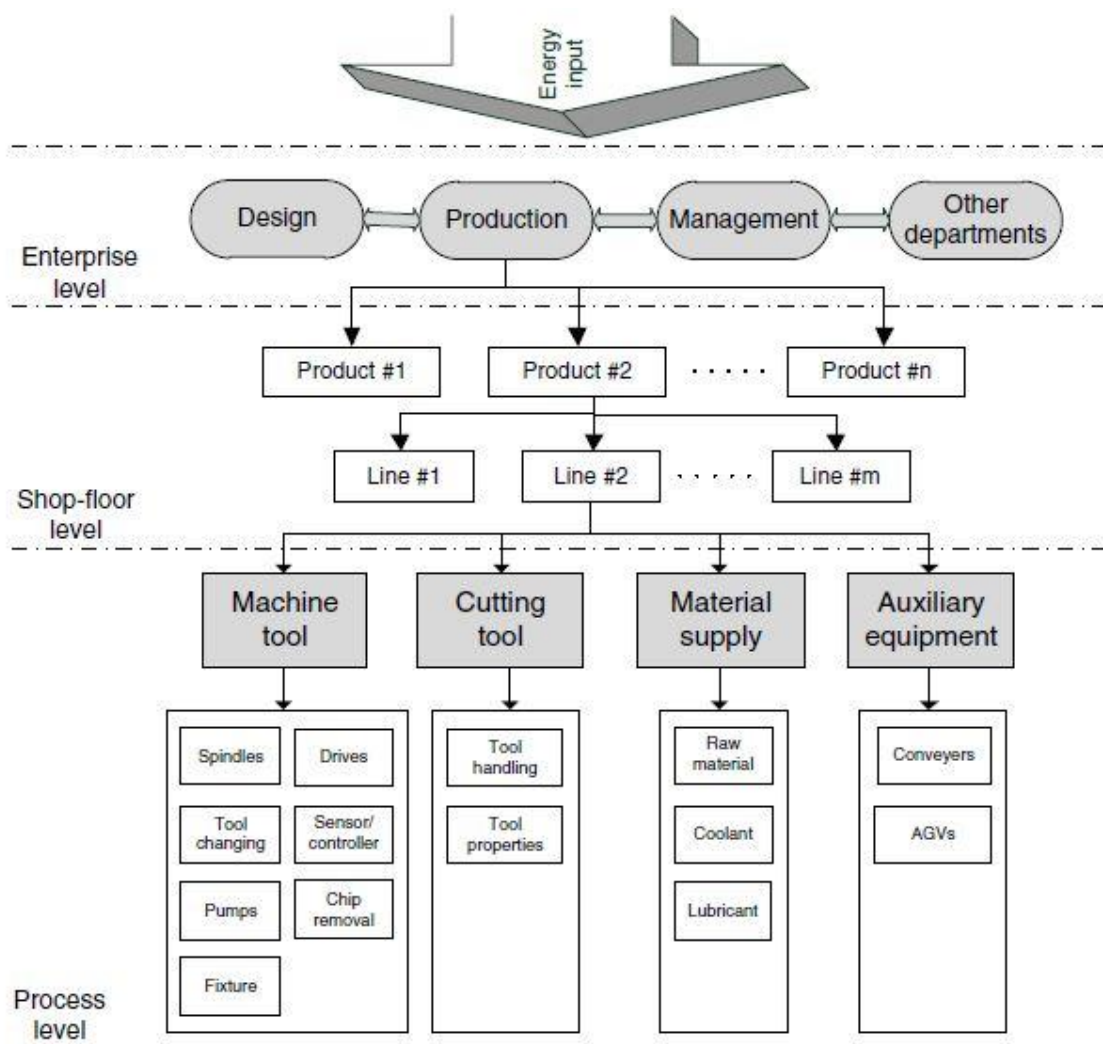 Energy
input
Design
Production
Management
Other
departments
Enterprise
level
Product #1
Product #2
. . . . .
Product #n
Line #1
Line #2
. . . . .
Line #m
Shop-floor
level
Machine
tool
Cutting
tool
Material
supply
Auxiliary
equipment
Spindles
Drives
Tool
changing
Sensor/
controller
Pumps
Chip
removal
Fixture
Tool
handling
Tool
properties
Raw
material
Coolant
Lubricant
Conveyers
AGVs
Process
level